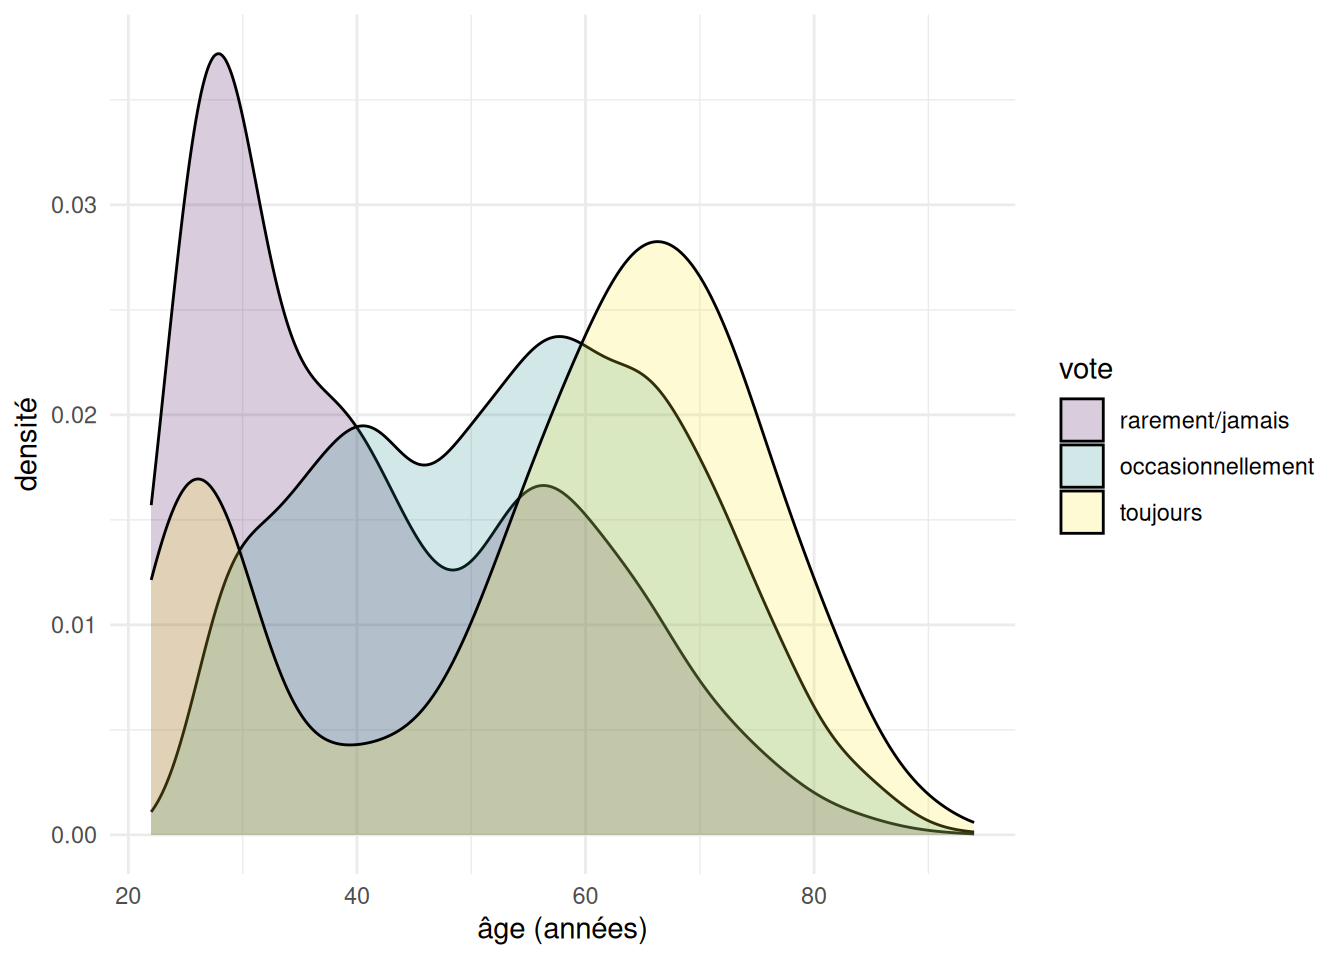 densité
0.03
0.02
0.01
0.00
20 40 60 80
âge (années)
vote
rarement/jamais
occasionnellement
toujours